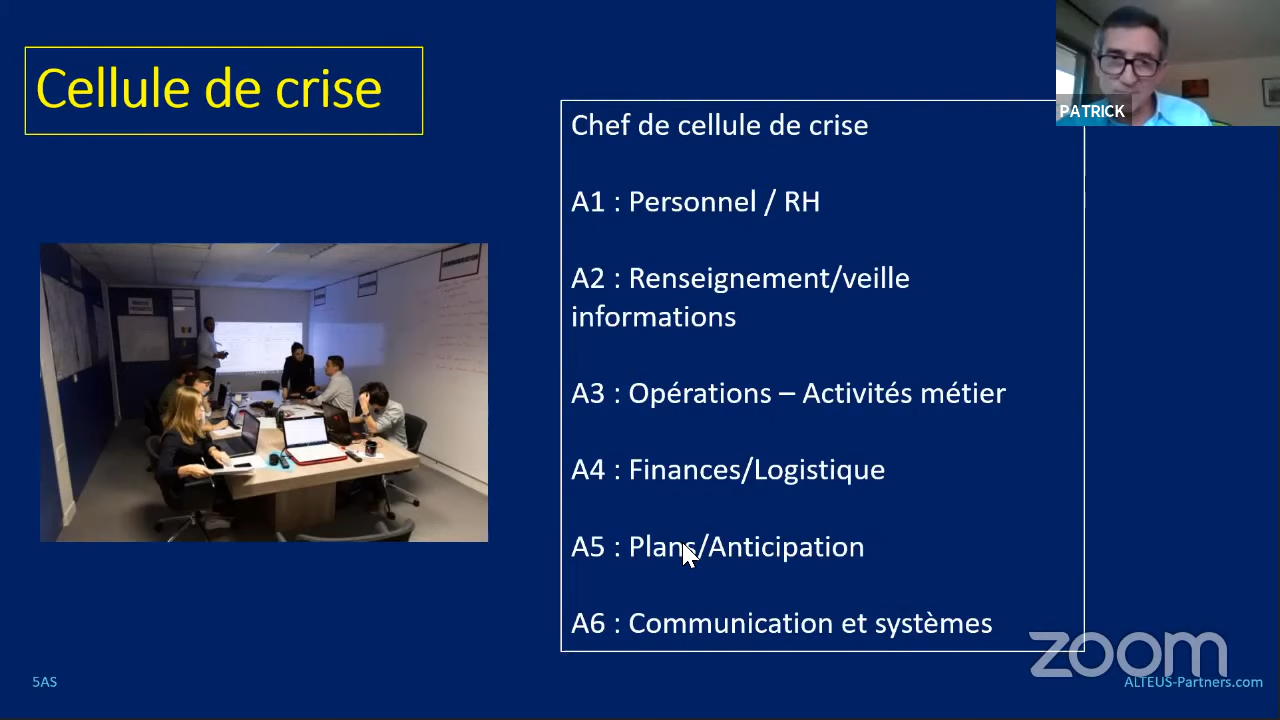 Cellule de crise
PATRICK
Chef de cellule de crise
A1 : Personnel / RH
A2 : Renseignement/veille
informations
A3 : Opérations – Activités métier
A4 : Finances/Logistique
A5 : Plans/Anticipation
A6 : Communication et systèmes
zoom
5AS
ALTEUS-Partners.com